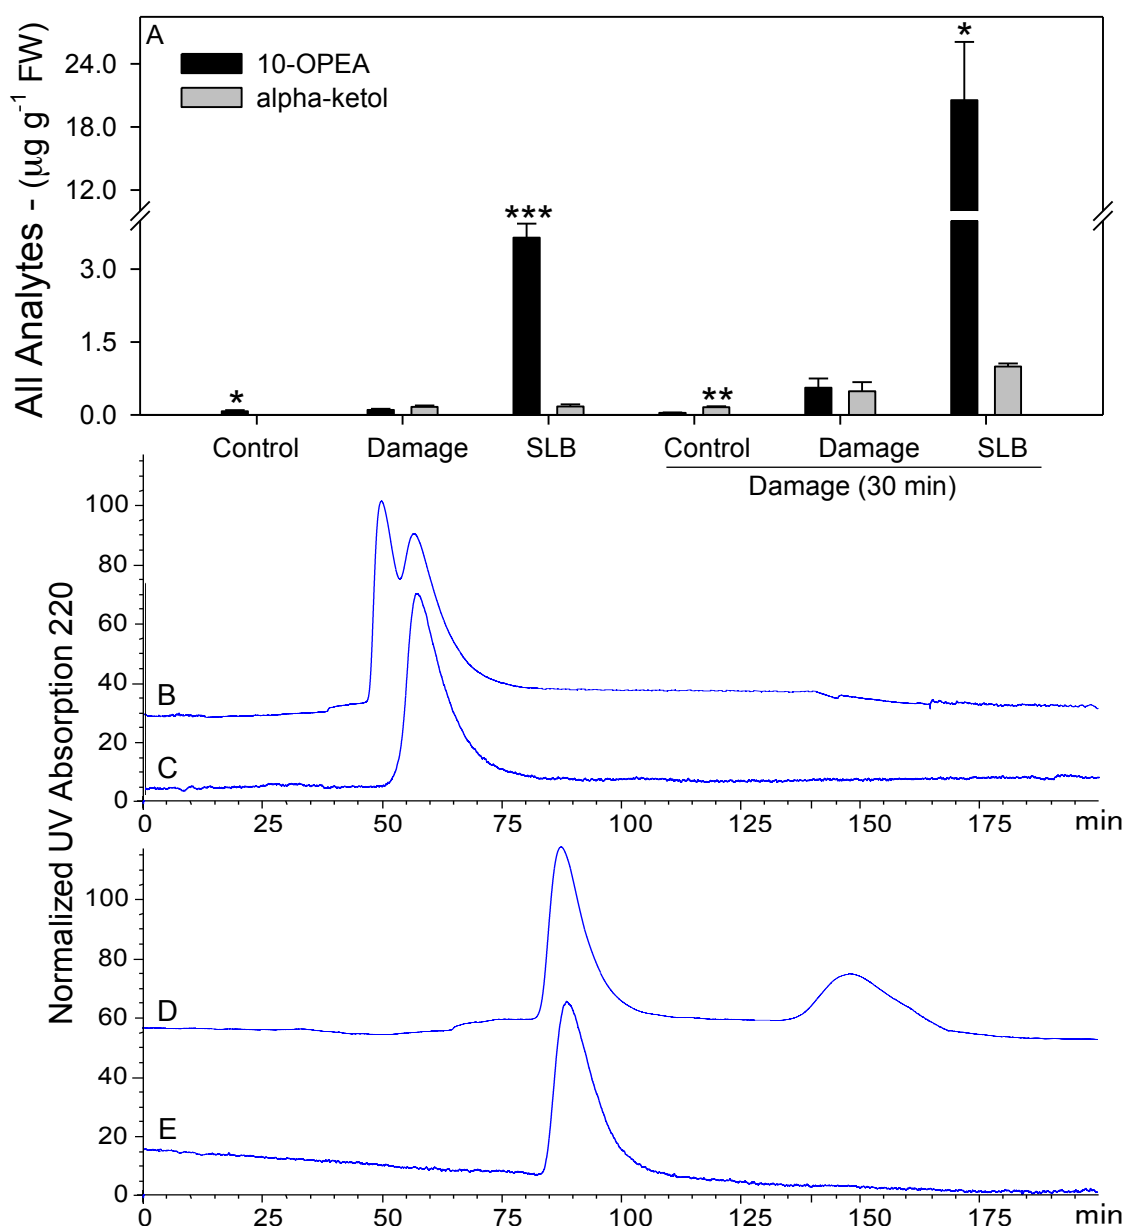 A
10-OPEA
alpha-ketol
All Analytes - (μg g⁻¹ FW)
24.0
18.0
12.0
3.0
1.5
0.0
*
***
**
*
Control Damage SLB Control Damage SLB
Damage (30 min)
Normalized UV Absorption 220
100
80
60
40
20
0
B
C
0 25 50 75 100 125 150 175 min
100
80
60
40
20
0
D
E
0 25 50 75 100 125 150 175 min